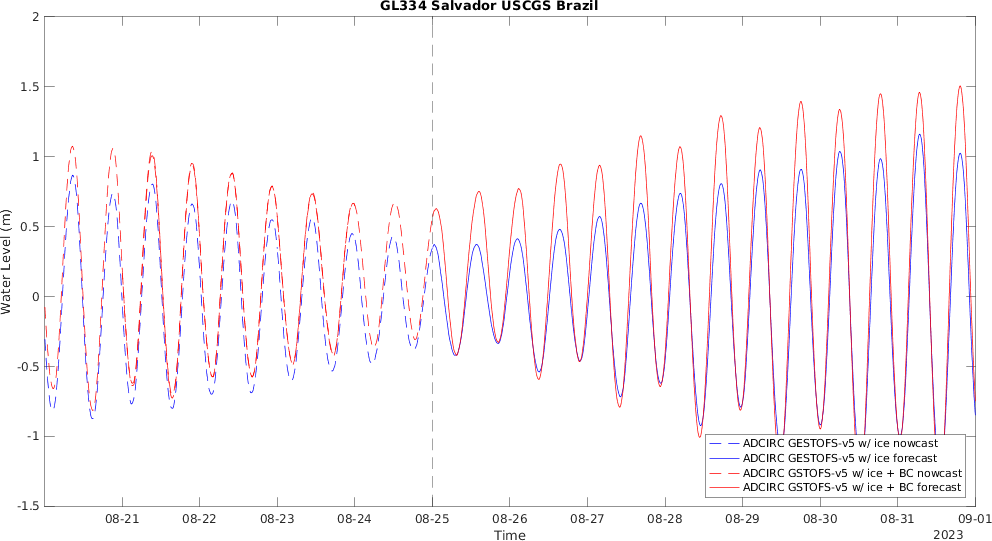 GL334 Salvador USCGS Brazil
2
1.5
1
0.5
0
-0.5
-1
-1.5
Water Level (m)
ADCIRC GESTOFS-v5 w/ ice nowcast
ADCIRC GESTOFS-v5 w/ ice forecast
ADCIRC GSTOFS-v5 w/ ice + BC nowcast
ADCIRC GSTOFS-v5 w/ ice + BC forecast
08-21 08-22 08-23 08-24 08-25 08-26 08-27 08-28 08-29 08-30 08-31 09-01
Time
2023